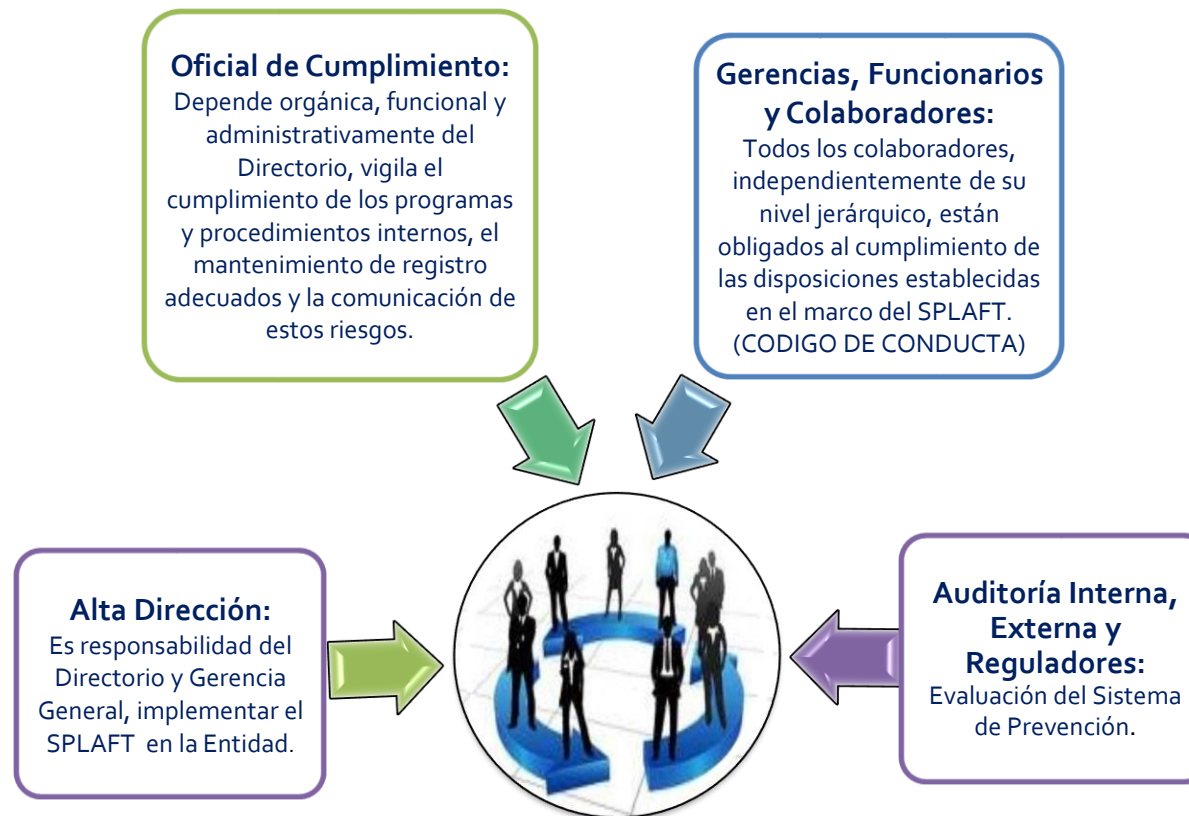 Oficial de Cumplimiento:
Depende orgánica, funcional y
administrativamente del
Directorio, vigila el
cumplimiento de los programas
y procedimientos internos, el
mantenimiento de registro
adecuados y la comunicación de
estos riesgos.
Gerencias, Funcionarios
y Colaboradores:
Todos los colaboradores,
independientemente de su
nivel jerárquico, están
obligados al cumplimiento de
las disposiciones establecidas
en el marco del SPLAFT.
(CODIGO DE CONDUCTA)
Alta Dirección:
Es responsabilidad del
Directorio y Gerencia
General, implementar el
SPLAFT en la Entidad.
Auditoría Interna,
Externa y
Reguladores:
Evaluación del Sistema
de Prevención.